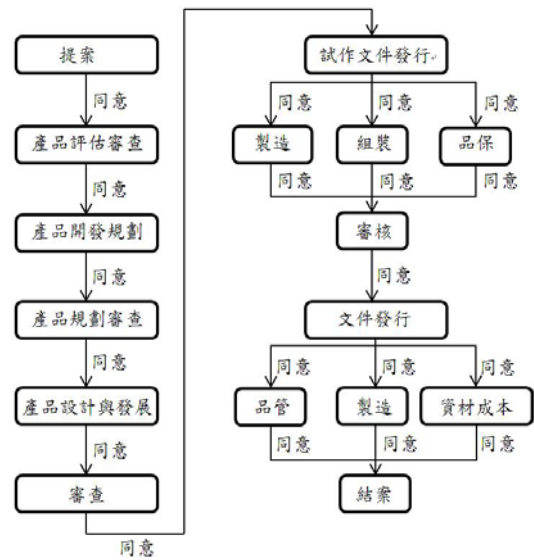 提案
同意
產品評估審查
同意
產品開發規劃
同意
產品規劃審查
同意
產品設計與發展
同意
審查
同意
試作文件發行
同意 同意 同意
製造 組裝 品保
同意 同意 同意
審核
同意
文件發行
同意 同意 同意
品管 製造 資材成本
同意 同意 同意
結案